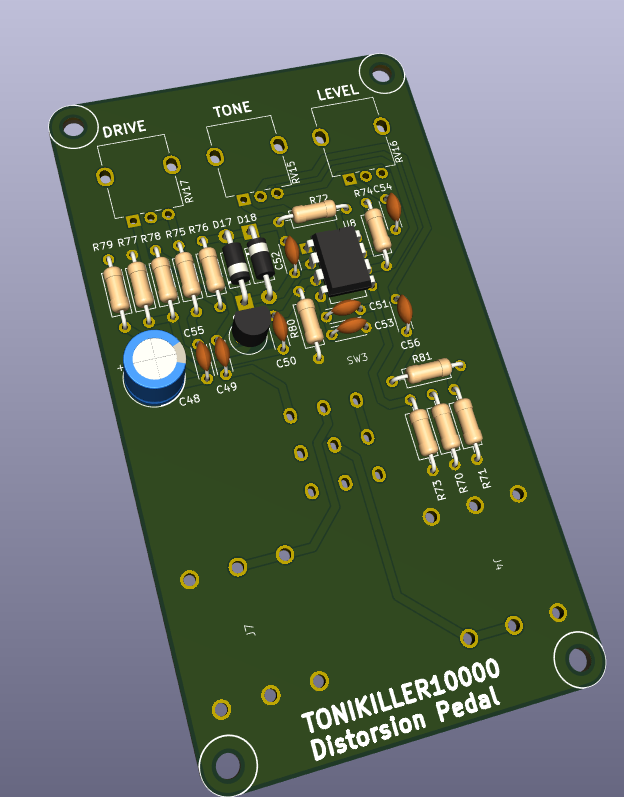 DRIVE
TONE
LEVEL
RV17
RV15
RV16
R79
R77
R78
R75
R76
D17
D18
R72
R74
C54
U8
C52
C51
C53
C56
C55
R80
C50
C48
C49
+
SW3
R81
R73
R70
R71
J4
J7
TONIKILLER10000
Distorsion Pedal